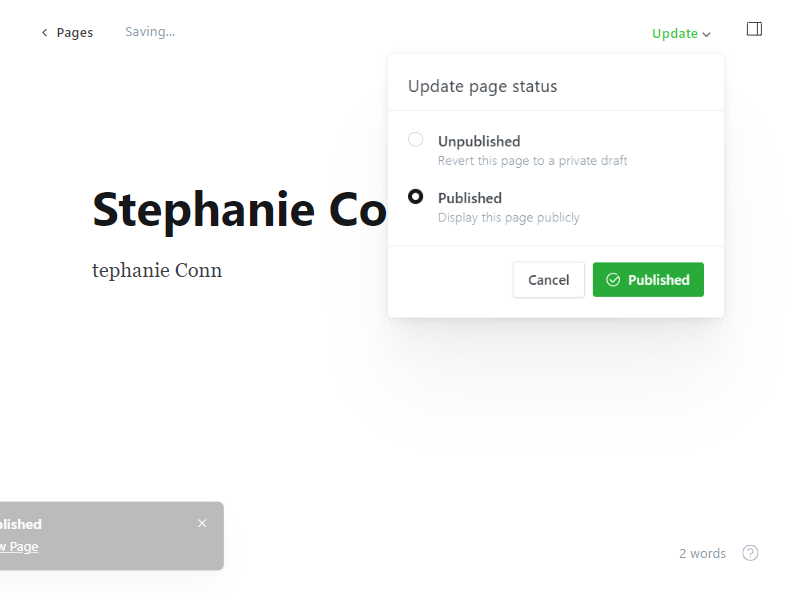 Pages
Saving...
Update
Update page status
Unpublished
Revert this page to a private draft
Published
Display this page publicly
Cancel
Published
Stephanie Co
tephanie Conn
blished
w Page
2 words
?